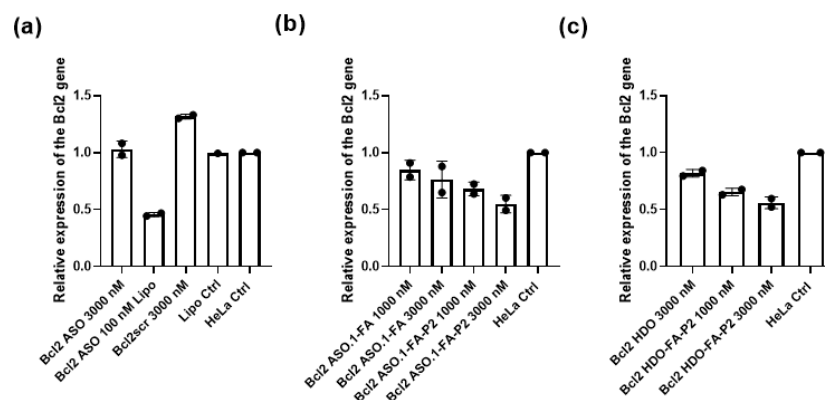 (a)
Relative expression of the Bcl2 gene
1.5
1.0
0.5
0.0
Bcl2 ASO 3000 nM
Bcl2 ASO 100 nM Lipo
Bcl2scr 3000 nM
Lipo Ctrl
HeLa Ctrl
(b)
Relative expression of the Bcl2 gene
1.5
1.0
0.5
0.0
Bcl2 ASO.1-FA 1000 nM
Bcl2 ASO.1-FA 3000 nM
Bcl2 ASO.1-FA-P2 1000 nM
Bcl2 ASO.1-FA-P2 3000 nM
HeLa Ctrl
(c)
Relative expression of the Bcl2 gene
1.5
1.0
0.5
0.0
Bcl2 HDO 3000 nM
Bcl2 HDO-FA-P2 1000 nM
Bcl2 HDO-FA-P2 3000 nM
HeLa Ctrl